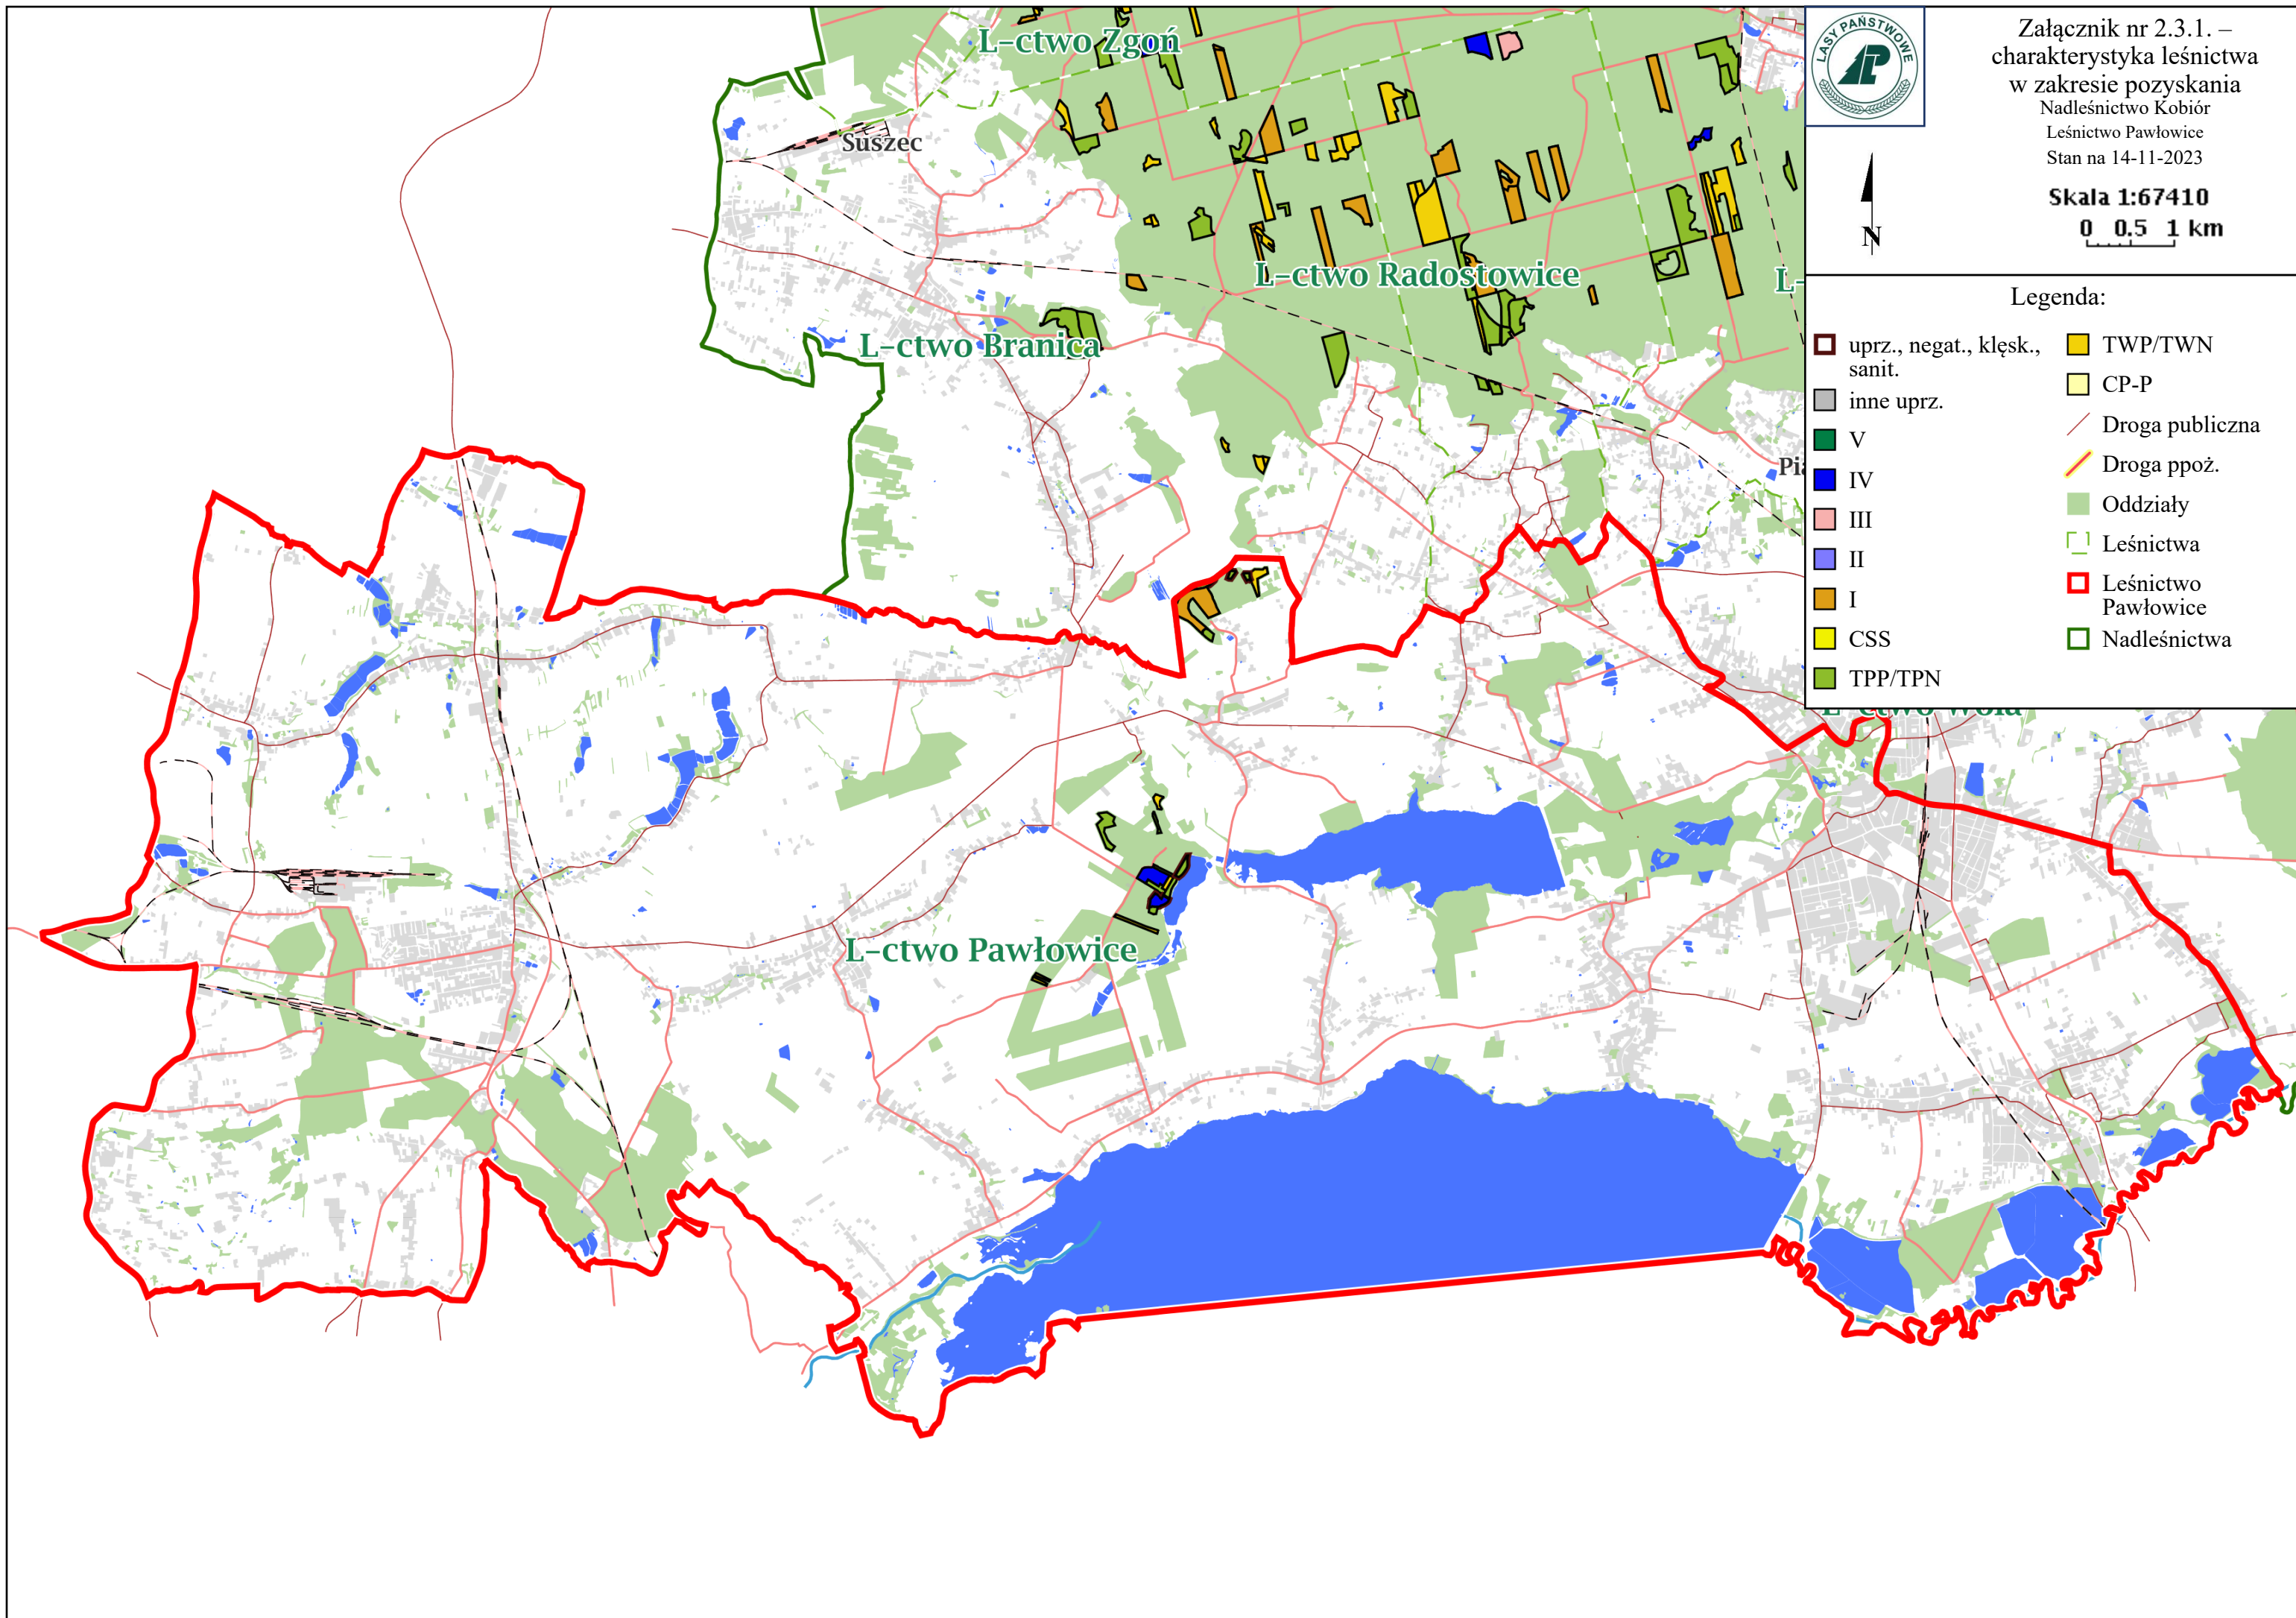 L-ctwo Zgoń
Suszec
L-ctwo Radostowice
L-
L-ctwo Branica
Pia
L-ctwo Wola
L-ctwo Pawłowice
LASY PAŃSTWOWE
Załącznik nr 2.3.1. –
charakterystyka leśnictwa
w zakresie pozyskania
Nadleśnictwo Kobiór
Leśnictwo Pawłowice
Stan na 14-11-2023
N
Skala 1:67410
0 0.5 1 km
Legenda:
uprz., negat., klęsk.,
sanit.
inne uprz.
V
IV
III
II
I
CSS
TPP/TPN
TWP/TWN
CP-P
Droga publiczna
Droga ppoż.
Oddziały
Leśnictwa
Leśnictwo
Pawłowice
Nadleśnictwa